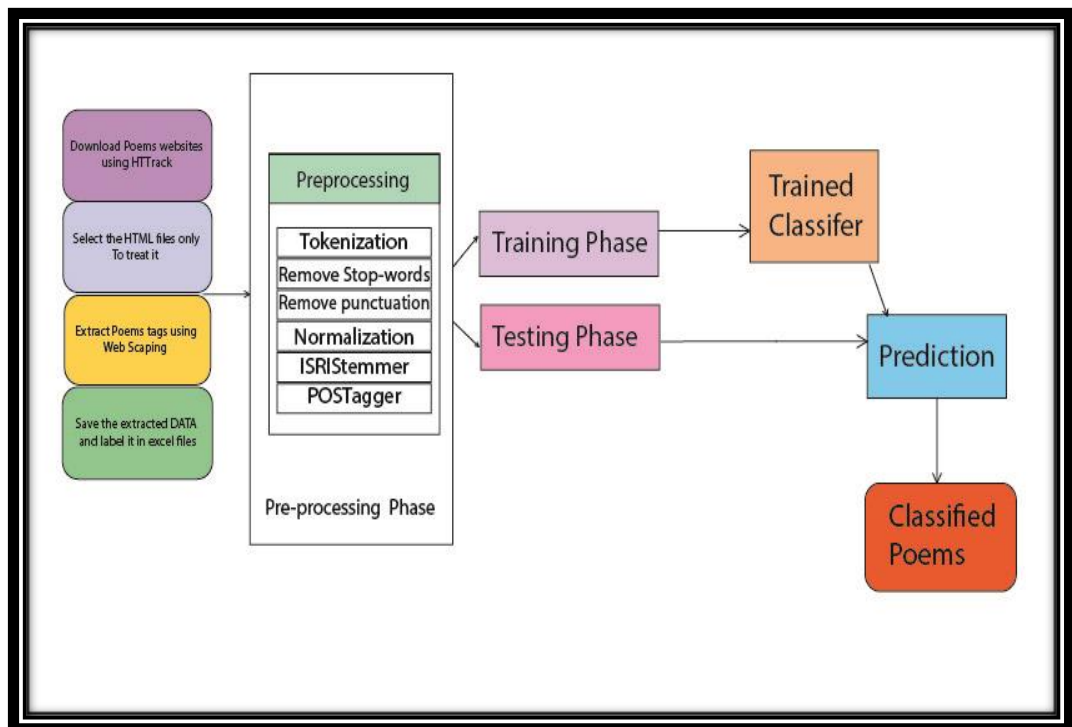 Download Poems websites
using HTTrack
Select the HTML files only
To treat it
Extract Poems tags using
Web Scaping
Save the extracted DATA
and label it in excel files
Preprocessing
Tokenization
Remove Stop-words
Remove punctuation
Normalization
ISRIStemmer
POSTagger
Pre-processing Phase
Training Phase
Testing Phase
Trained
Classifer
Prediction
Classified
Poems